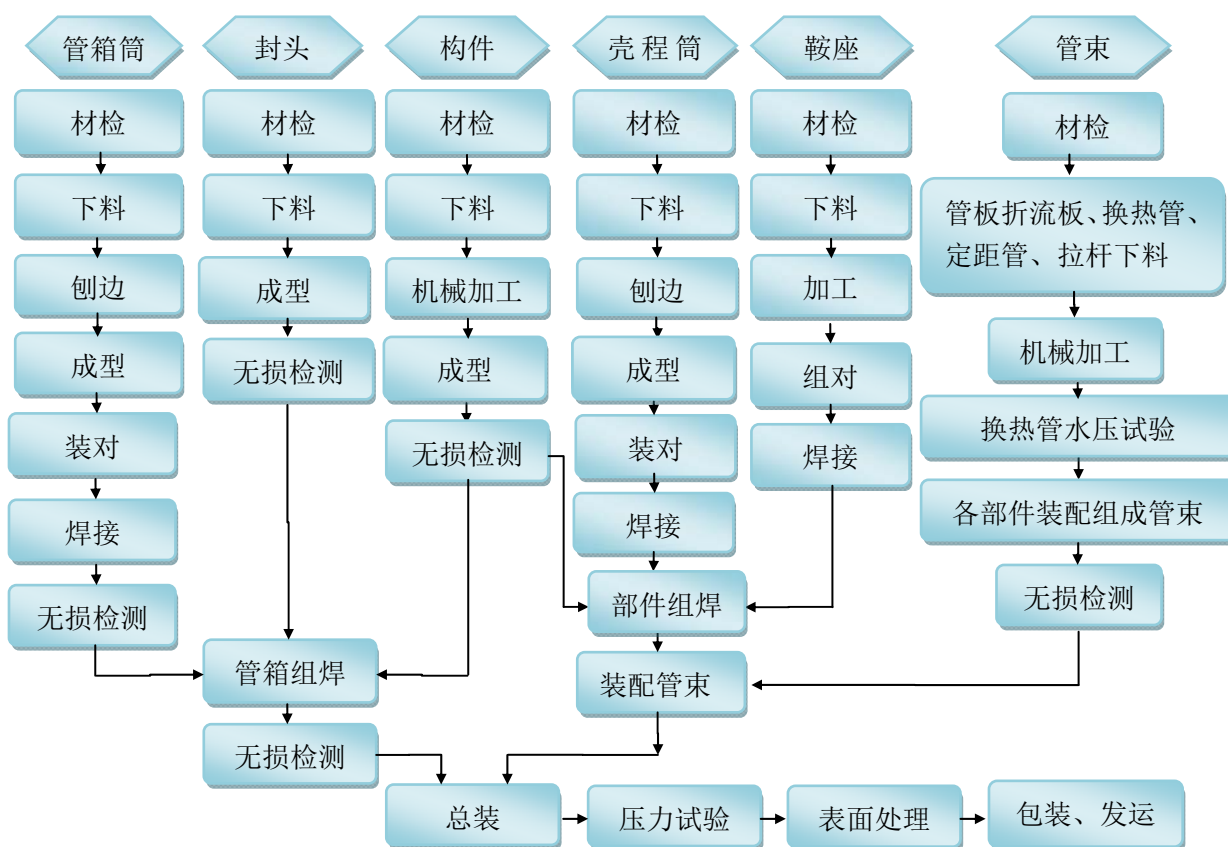 管箱筒
封头
构件
壳程筒
鞍座
管束
材检
材检
材检
材检
材检
材检
下料
下料
下料
下料
下料
管板折流板、换热管、
定距管、拉杆下料
刨边
成型
机械加工
刨边
加工
机械加工
成型
无损检测
成型
成型
组对
换热管水压试验
装对
无损检测
装对
焊接
各部件装配组成管束
焊接
焊接
无损检测
部件组焊
无损检测
管箱组焊
装配管束
无损检测
总装
压力试验
表面处理
包装、发运